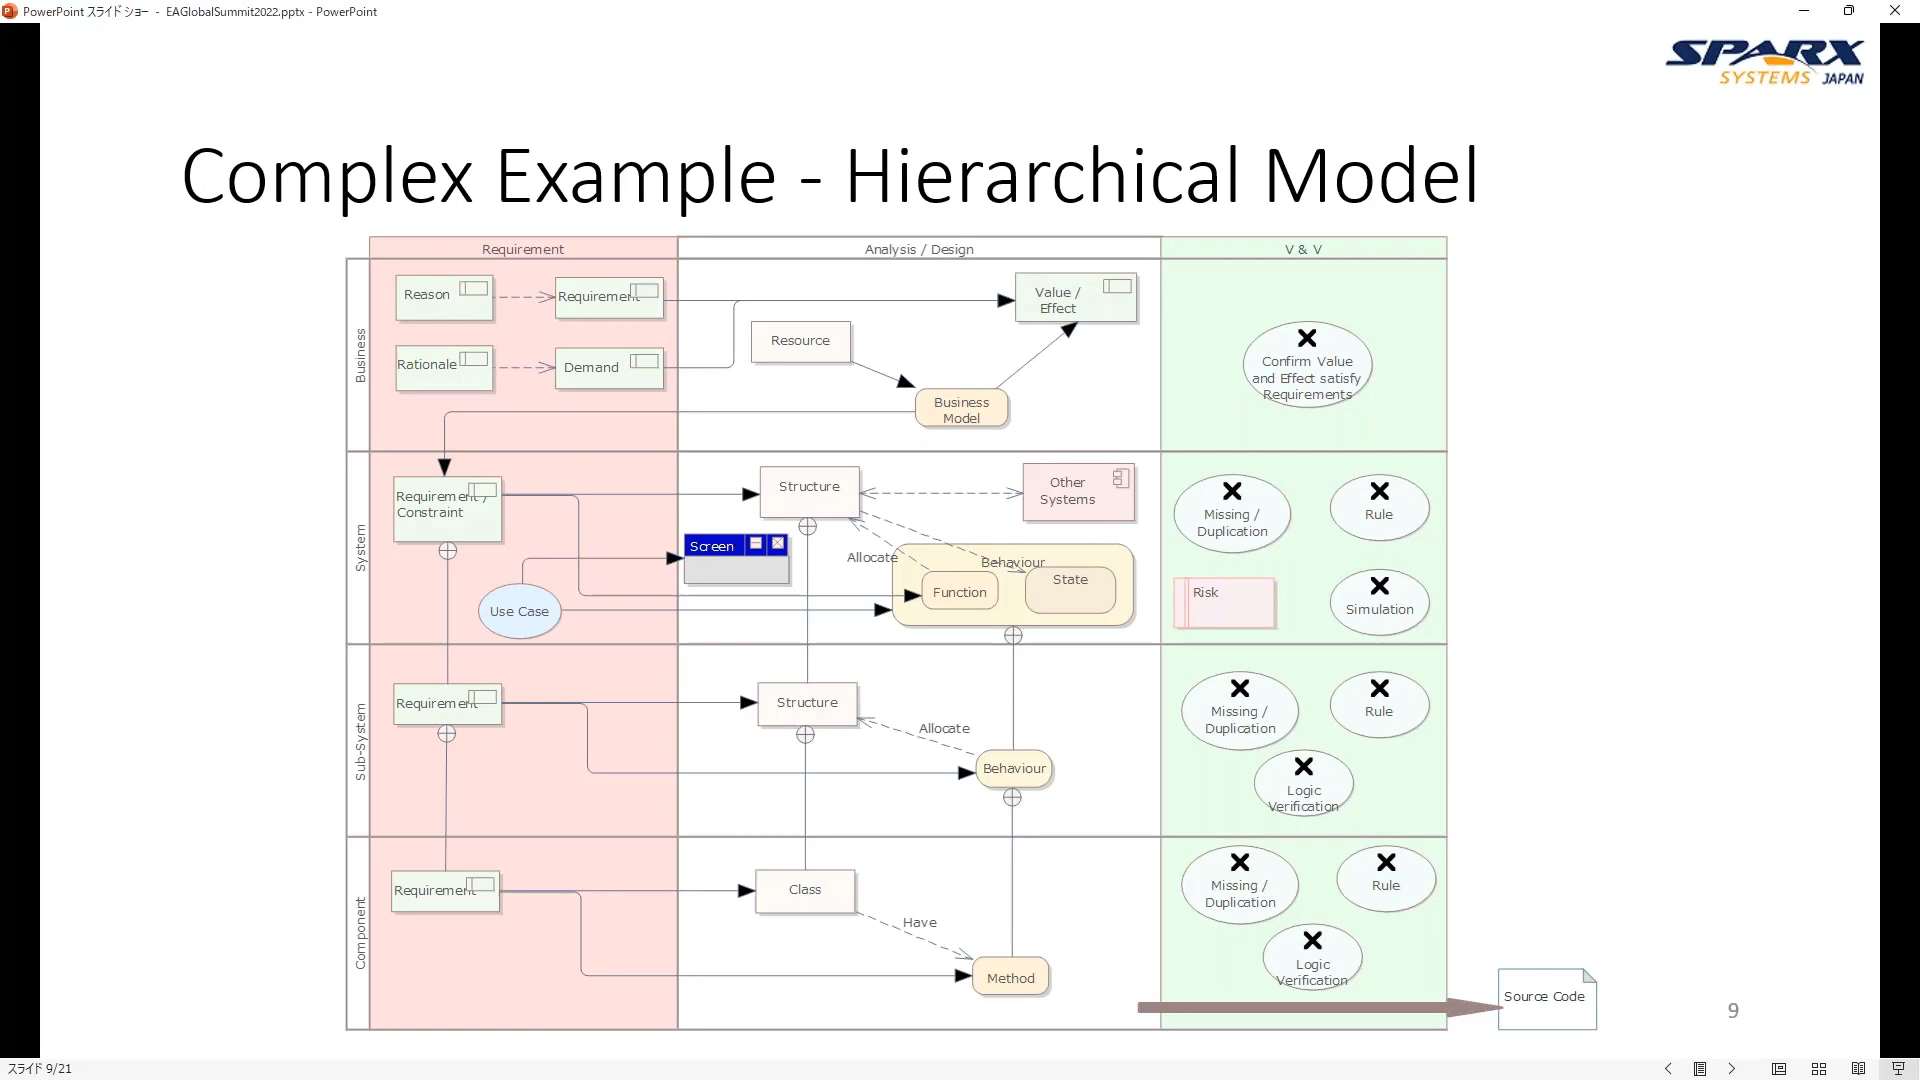 PowerPoint スライド ショー - EAGlobalSummit2022.pptx - PowerPoint
SPARX
SYSTEMS JAPAN
Complex Example - Hierarchical Model
Requirement
Analysis / Design
V & V
Business
Reason
Requirement
Value /
Effect
Resource
Rationale
Demand
Business
Model
Confirm Value
and Effect satisfy
Requirements
System
Requirement /
Constraint
Structure
Other
Systems
Screen
Allocate
Behaviour
Function
State
Use Case
Missing /
Duplication
Rule
Risk
Simulation
Sub-System
Requirement
Structure
Allocate
Behaviour
Missing /
Duplication
Rule
Logic
Verification
Component
Requirement
Class
Have
Method
Missing /
Duplication
Rule
Logic
Verification
Source Code
9
スライド 9/21